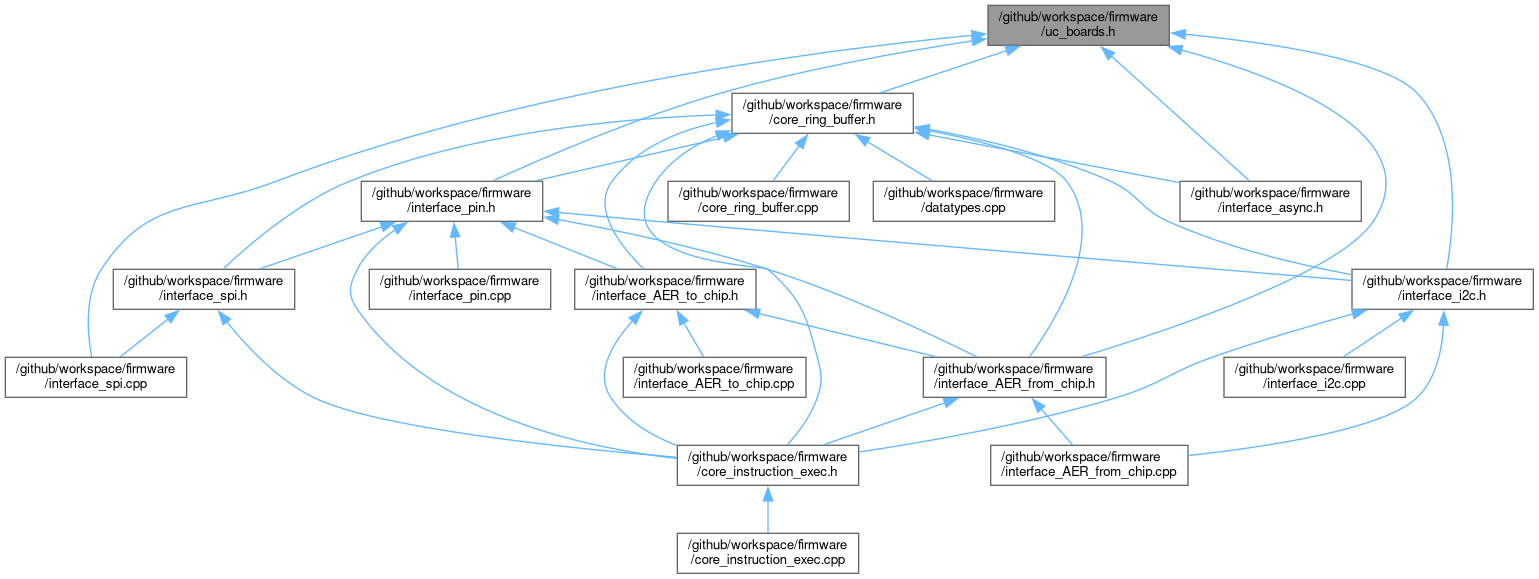 /github/workspace/firmware
/uc_boards.h
/github/workspace/firmware
/core_ring_buffer.h
/github/workspace/firmware
/interface_pin.h
/github/workspace/firmware
/core_ring_buffer.cpp
/github/workspace/firmware
/datatypes.cpp
/github/workspace/firmware
/interface_async.h
/github/workspace/firmware
/interface_spi.h
/github/workspace/firmware
/interface_pin.cpp
/github/workspace/firmware
/interface_AER_to_chip.h
/github/workspace/firmware
/interface_i2c.h
/github/workspace/firmware
/interface_spi.cpp
/github/workspace/firmware
/interface_AER_to_chip.cpp
/github/workspace/firmware
/interface_AER_from_chip.h
/github/workspace/firmware
/interface_i2c.cpp
/github/workspace/firmware
/core_instruction_exec.h
/github/workspace/firmware
/interface_AER_from_chip.cpp
/github/workspace/firmware
/core_instruction_exec.cpp